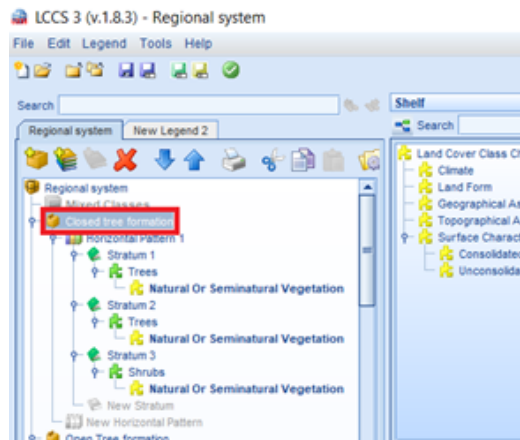 LCCS 3 (v.1.8.3) - Regional system
File Edit Legend Tools Help
Search
Regional system New Legend 2
Regional system
Mixed Classes
Closed tree formation
Horizontal Pattern 1
Stratum 1
Trees
Natural Or Seminatural Vegetation
Stratum 2
Trees
Natural Or Seminatural Vegetation
Stratum 3
Shrubs
Natural Or Seminatural Vegetation
New Stratum
New Horizontal Pattern
Open Tree formation
Shelf
Search
Land Cover Class Ch
Climate
Land Form
Geographical As
Topographical A
Surface Charact
Consolidated
Unconsolida